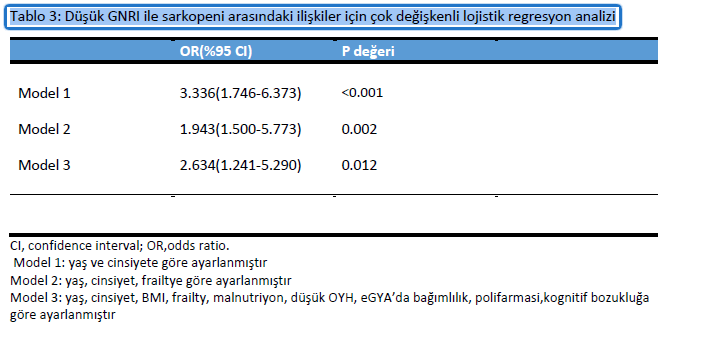 Tablo 3: Düşük GNRI ile sarkopeni arasındaki ilişkiler için çok değişkenli lojistik regresyon analizi
OR(%95 CI) P değeri
Model 1 3.336(1.746-6.373) <0.001
Model 2 1.943(1.500-5.773) 0.002
Model 3 2.634(1.241-5.290) 0.012
CI, confidence interval; OR,odds ratio.
Model 1: yaş ve cinsiyete göre ayarlanmıştır
Model 2: yaş, cinsiyet, frailtye göre ayarlanmıştır
Model 3: yaş, cinsiyet, BMI, frailty, malnutriyon, düşük OYH, eGYA’da bağımlılık, polifarmasi,kognitif bozukluğa
göre ayarlanmıştır